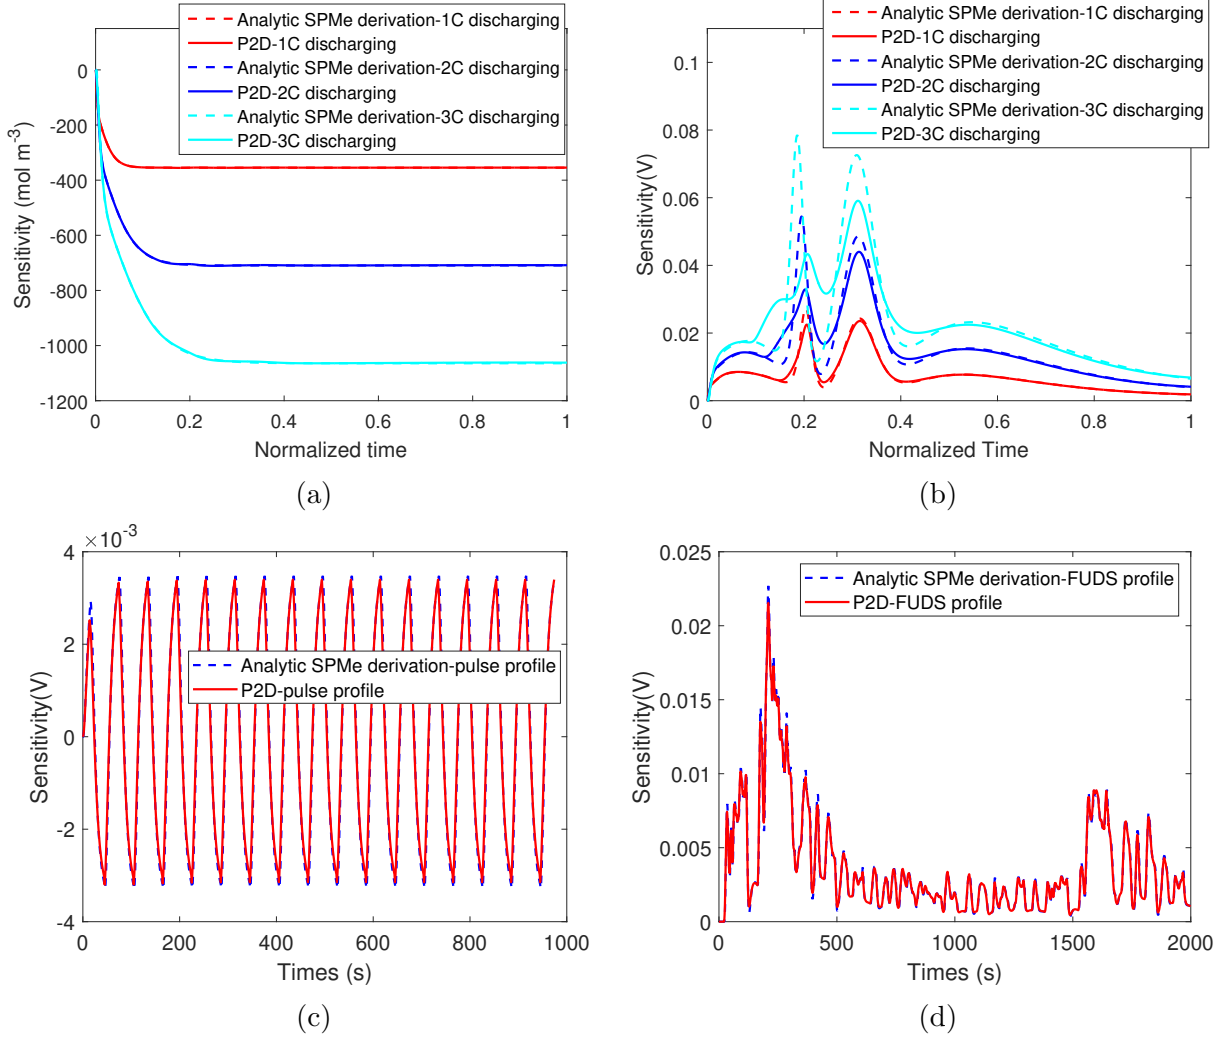 Analytic SPMe derivation-1C discharging
P2D-1C discharging
Analytic SPMe derivation-2C discharging
P2D-2C discharging
Analytic SPMe derivation-3C discharging
P2D-3C discharging
0
-200
-400
-600
-800
-1000
-1200
Sensitivity (mol m-3)
0 0.2 0.4 0.6 0.8 1
Normalized time
(a)
Analytic SPMe derivation-1C discharging
P2D-1C discharging
Analytic SPMe derivation-2C discharging
P2D-2C discharging
Analytic SPMe derivation-3C discharging
P2D-3C discharging
0.1
0.08
0.06
0.04
0.02
0
Sensitivity(V)
0 0.2 0.4 0.6 0.8 1
Normalized Time
(b)
×10-3
4
2
0
-2
-4
Sensitivity(V)
Analytic SPMe derivation-pulse profile
P2D-pulse profile
0 200 400 600 800 1000
Times (s)
(c)
0.025
0.02
0.015
0.01
0.005
0
Sensitivity(V)
Analytic SPMe derivation-FUDS profile
P2D-FUDS profile
0 500 1000 1500 2000
Times (s)
(d)